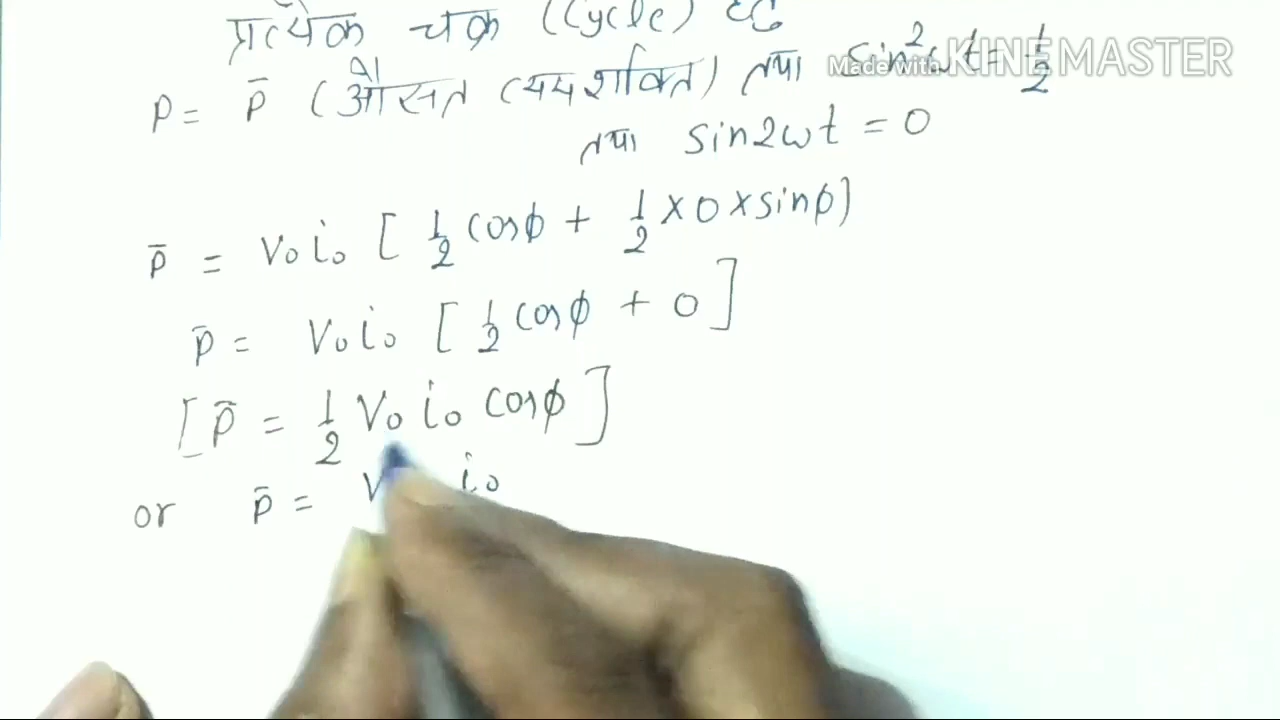 प्रत्येक चक्र (Cycle)
P = P̄ (औसत व्ययशक्ति) तथा sin²ωt = 1/2
तथा sin2ωt = 0
P̄ = V₀i₀ [ 1/2 cosϕ + 1/2 × 0 × sinϕ)
P̄ = V₀i₀ [ 1/2 cosϕ + 0 ]
[ P̄ = 1/2 V₀ i₀ cosϕ ]
or P̄ = V i₀
Made with KINEMASTER